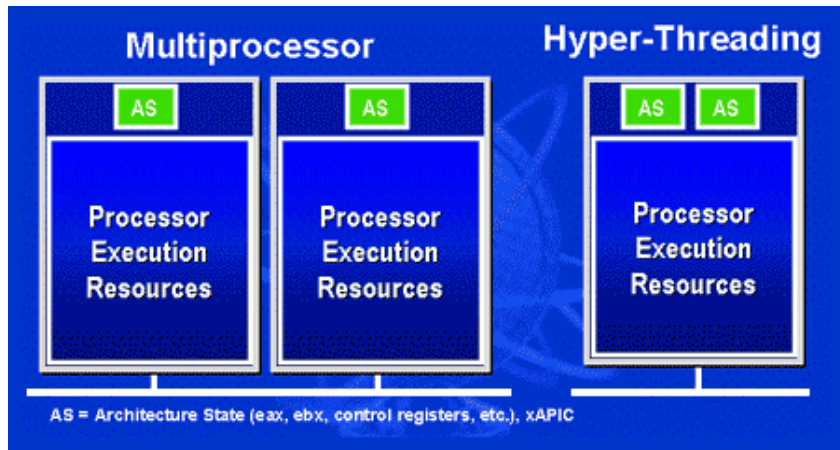 Multiprocessor
Hyper-Threading
AS
AS
AS
AS
Processor
Execution
Resources
Processor
Execution
Resources
Processor
Execution
Resources
AS = Architecture State (eax, ebx, control registers, etc.), xAPIC